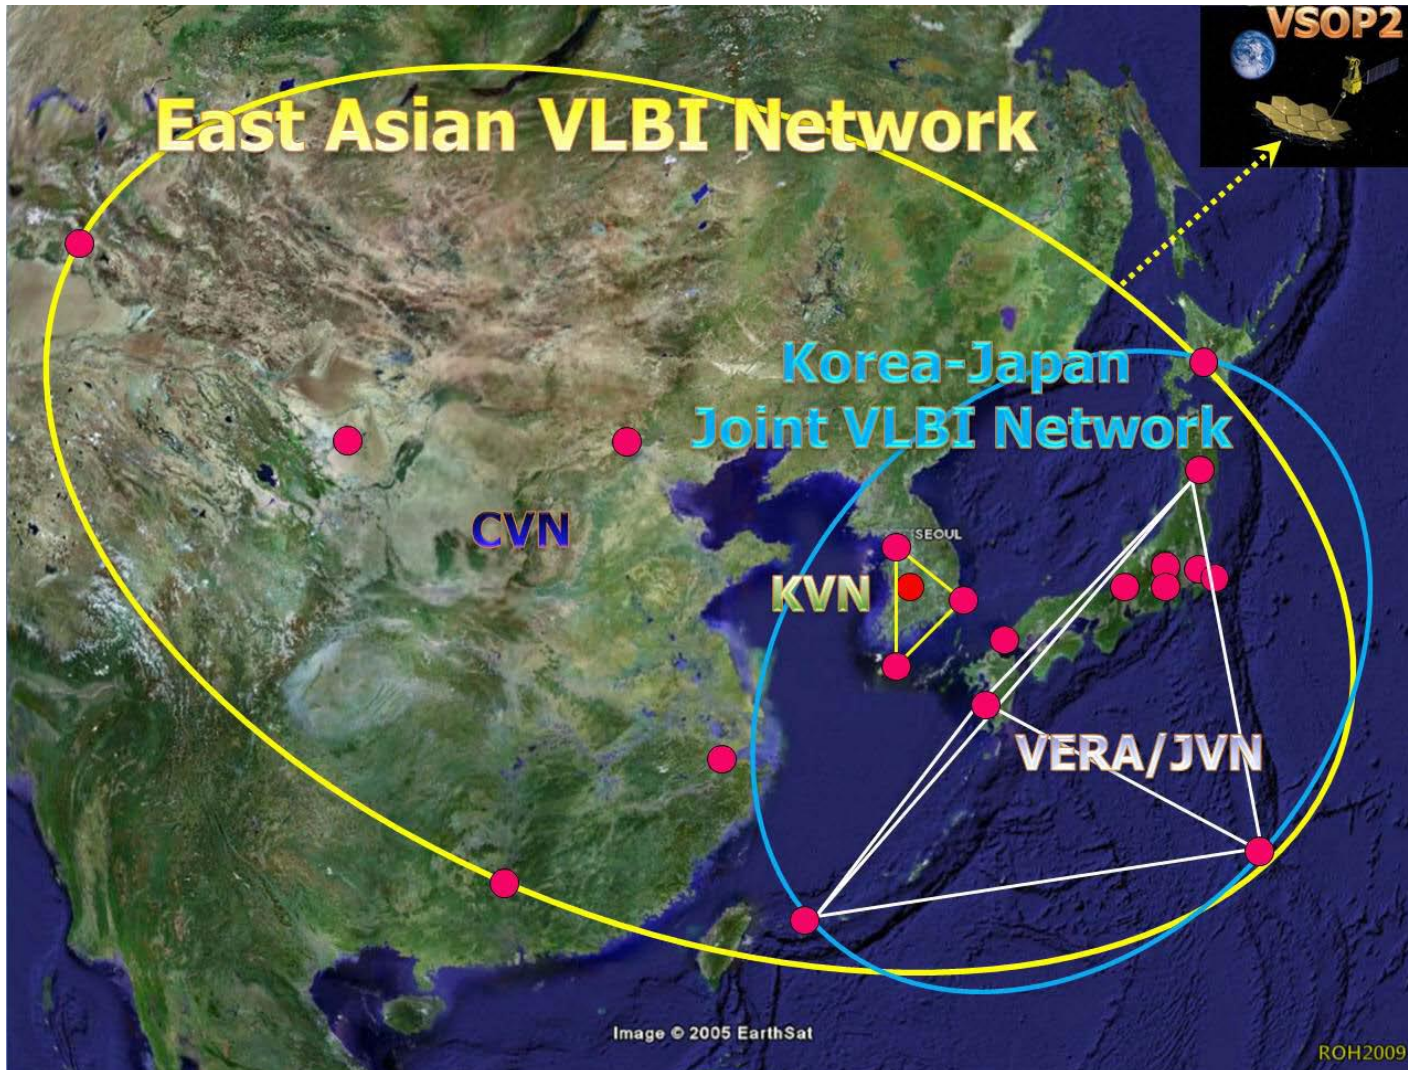 VSOP2
East Asian VLBI Network
Korea-Japan
Joint VLBI Network
CVN
SEOUL
KVN
VERA/JVN
Image © 2005 EarthSat
ROH2009